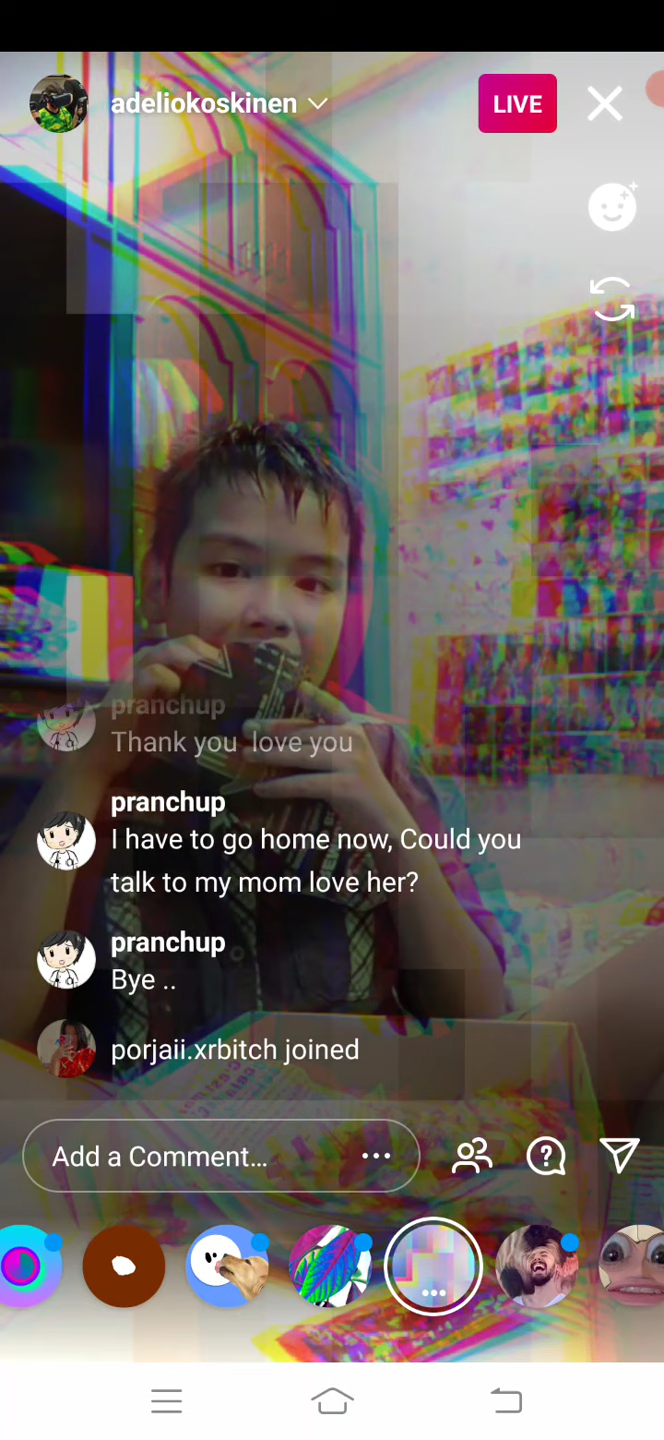 adeliokoskinen
LIVE
pranchup
Thank you love you
pranchup
I have to go home now, Could you
talk to my mom love her?
pranchup
Bye ..
porjaii.xrbitch joined
Add a Comment...